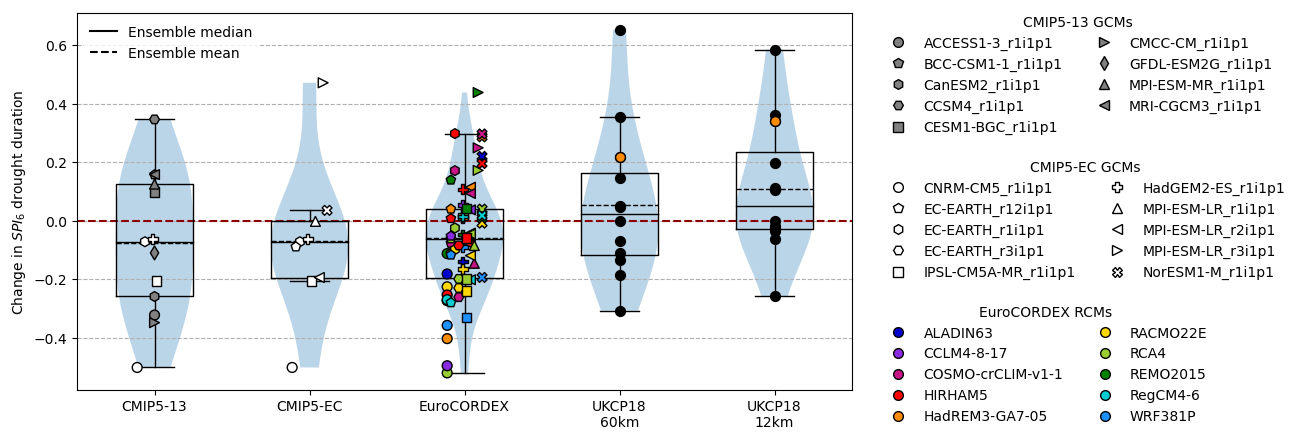 Change in SPI6 drought duration
0.6
0.4
0.2
0.0
−0.2
−0.4
Ensemble median
Ensemble mean
CMIP5-13
CMIP5-EC
EuroCORDEX
UKCP18
60km
UKCP18
12km
CMIP5-13 GCMs
ACCESS1-3_r1i1p1
BCC-CSM1-1_r1i1p1
CanESM2_r1i1p1
CCSM4_r1i1p1
CESM1-BGC_r1i1p1
CMCC-CM_r1i1p1
GFDL-ESM2G_r1i1p1
MPI-ESM-MR_r1i1p1
MRI-CGCM3_r1i1p1
CMIP5-EC GCMs
CNRM-CM5_r1i1p1
EC-EARTH_r12i1p1
EC-EARTH_r1i1p1
EC-EARTH_r3i1p1
IPSL-CM5A-MR_r1i1p1
HadGEM2-ES_r1i1p1
MPI-ESM-LR_r1i1p1
MPI-ESM-LR_r2i1p1
MPI-ESM-LR_r3i1p1
NorESM1-M_r1i1p1
EuroCORDEX RCMs
ALADIN63
CCLM4-8-17
COSMO-crCLIM-v1-1
HIRHAM5
HadREM3-GA7-05
RACMO22E
RCA4
REMO2015
RegCM4-6
WRF381P